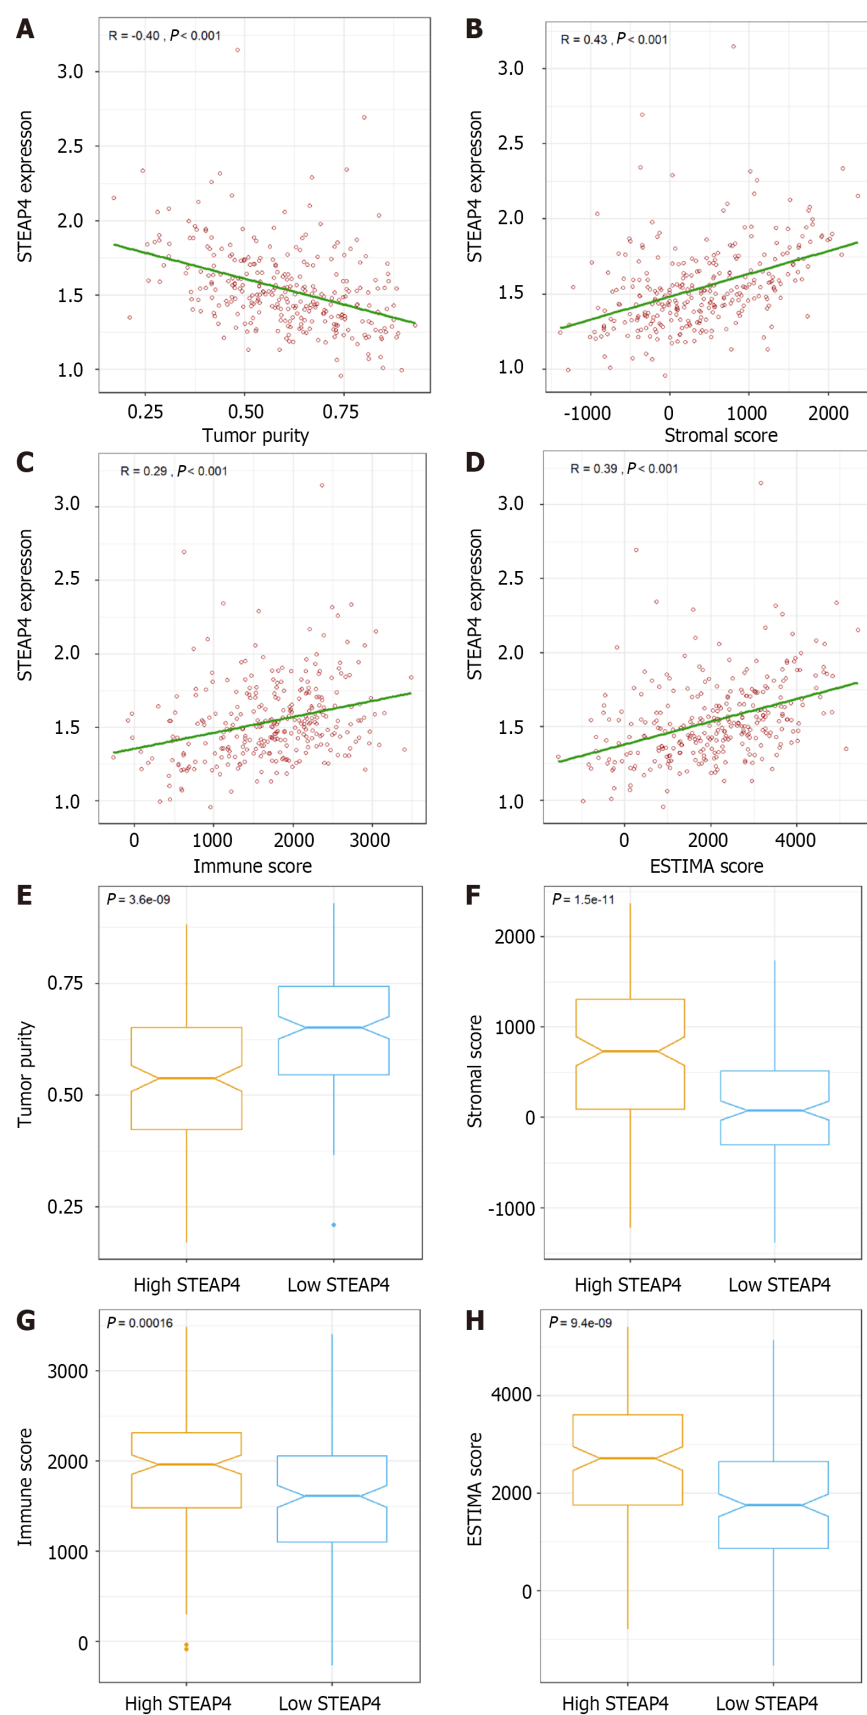 A
R = -0.40 , P < 0.001
STEAP4 expresson
3.0
2.5
2.0
1.5
1.0
0.25 0.50 0.75
Tumor purity
B
R = 0.43 , P < 0.001
STEAP4 expresson
3.0
2.5
2.0
1.5
1.0
-1000 0 1000 2000
Stromal score
C
R = 0.29 , P < 0.001
STEAP4 expresson
3.0
2.5
2.0
1.5
1.0
0 1000 2000 3000
Immune score
D
R = 0.39 , P < 0.001
STEAP4 expresson
3.0
2.5
2.0
1.5
1.0
0 2000 4000
ESTIMA score
E
P = 3.6e-09
Tumor purity
0.75
0.50
0.25
High STEAP4 Low STEAP4
F
P = 1.5e-11
Stromal score
2000
1000
0
-1000
High STEAP4 Low STEAP4
G
P = 0.00016
Immune score
3000
2000
1000
0
High STEAP4 Low STEAP4
H
P = 9.4e-09
ESTIMA score
4000
2000
0
High STEAP4 Low STEAP4